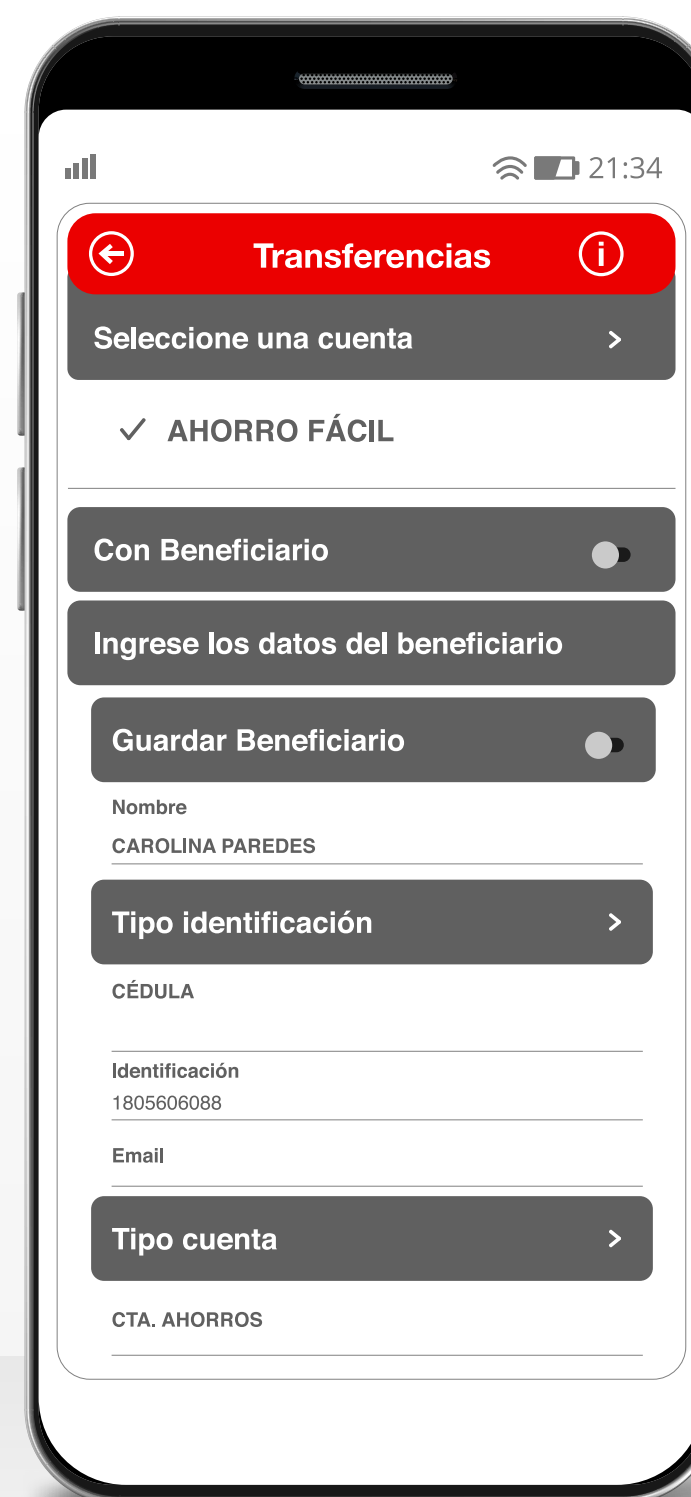 21:34
Transferencias
Seleccione una cuenta
AHORRO FÁCIL
Con Beneficiario
Ingrese los datos del beneficiario
Guardar Beneficiario
Nombre
CAROLINA PAREDES
Tipo identificación
CÉDULA
Identificación
1805606088
Email
Tipo cuenta
CTA. AHORROS